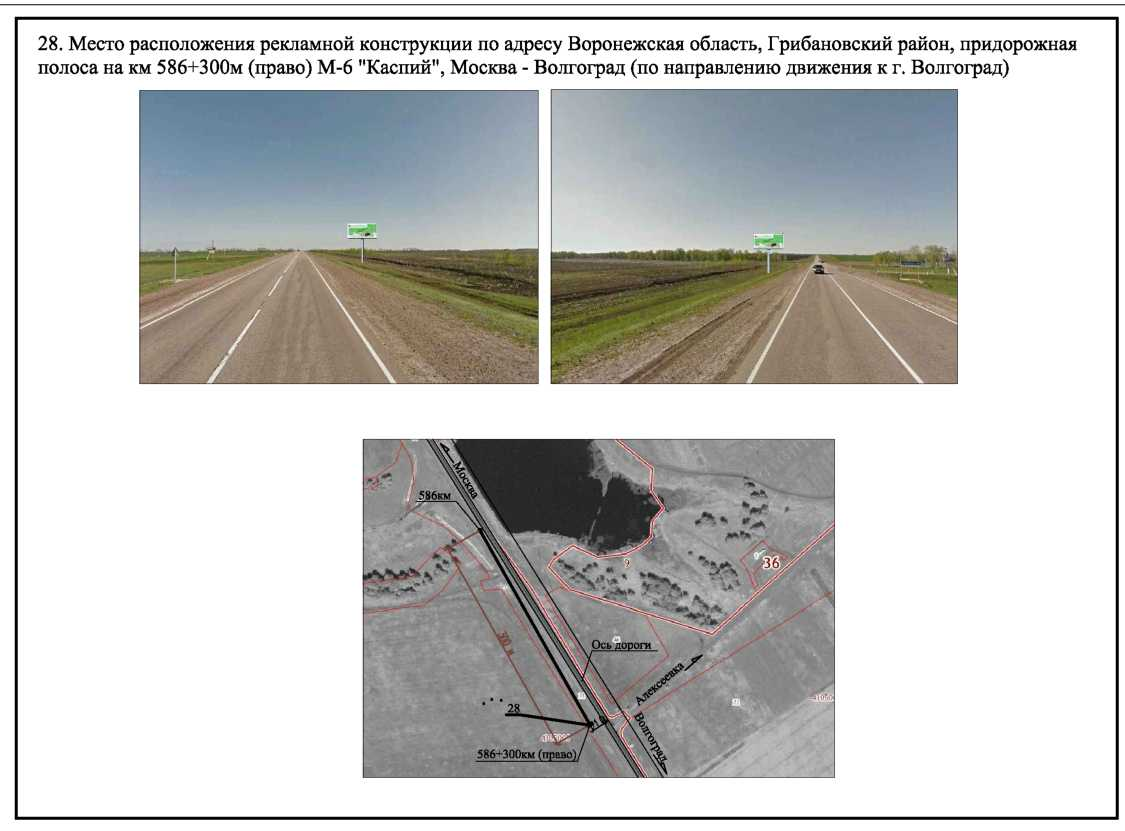 28. Место расположения рекламной конструкции по адресу Воронежская область, Грибановский район, придорожная
полоса на км 586+300м (право) М-6 "Каспий", Москва - Волгоград (по направлению движения к г. Волгоград)
Москва
586км
9
36
300 м
Ось дороги
Алексеевка
28
Волгоград
586+300км (право)